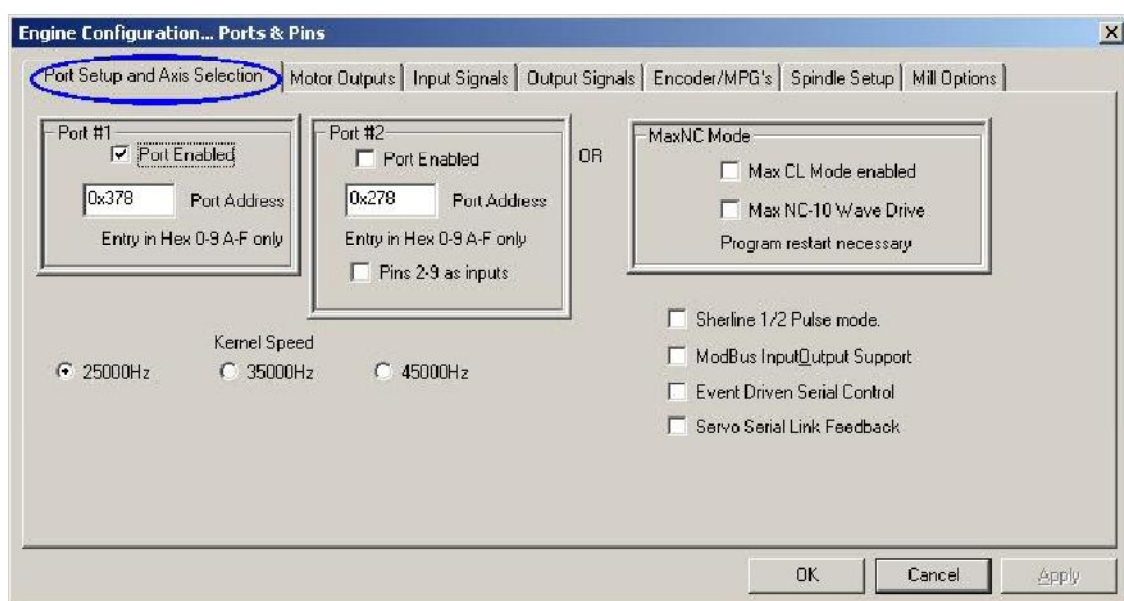 Engine Configuration... Ports & Pins
Port Setup and Axis Selection Motor Outputs Input Signals Output Signals Encoder/MPG's Spindle Setup Mill Options
Port #1
Port Enabled
0x378 Port Address
Entry in Hex 0-9 A-F only
Port #2
Port Enabled
0x278 Port Address
Entry in Hex 0-9 A-F only
Pins 2-9 as inputs
OR
MaxNC Mode
Max CL Mode enabled
Max NC-10 Wave Drive
Program restart necessary
Kernel Speed
25000Hz 35000Hz 45000Hz
Sherline 1/2 Pulse mode.
ModBus InputOutput Support
Event Driven Serial Control
Servo Serial Link Feedback
OK Cancel Apply